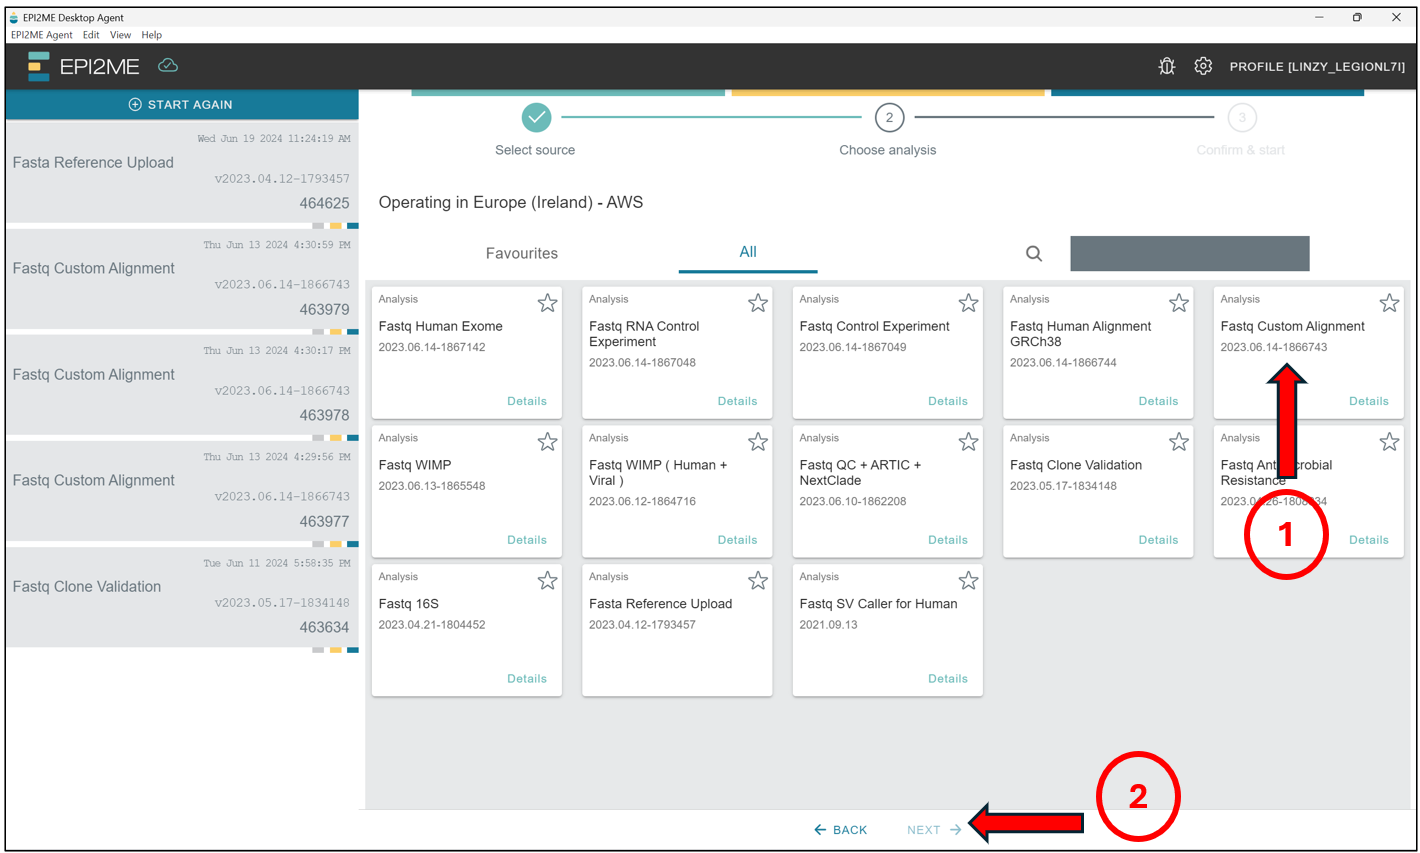 EPI2ME Desktop Agent
EPI2ME Agent Edit View Help
EPI2ME
PROFILE [LINZY_LEGIONL7I]
START AGAIN
Wed Jun 19 2024 11:24:19 AM
Fasta Reference Upload
v2023.04.12-1793457
464625
Thu Jun 13 2024 4:30:59 PM
Fastq Custom Alignment
v2023.06.14-1866743
463979
Thu Jun 13 2024 4:30:17 PM
Fastq Custom Alignment
v2023.06.14-1866743
463978
Thu Jun 13 2024 4:29:56 PM
Fastq Custom Alignment
v2023.06.14-1866743
463977
Tue Jun 11 2024 5:58:35 PM
Fastq Clone Validation
v2023.05.17-1834148
463634
2
3
Select source
Choose analysis
Confirm & start
Operating in Europe (Ireland) - AWS
Favourites
All
Analysis
Fastq Human Exome
2023.06.14-1867142
Details
Analysis
Fastq RNA Control
Experiment
2023.06.14-1867048
Details
Analysis
Fastq Control Experiment
2023.06.14-1867049
Details
Analysis
Fastq Human Alignment
GRCh38
2023.06.14-1866744
Details
Analysis
Fastq Custom Alignment
2023.06.14-1866743
Details
Analysis
Fastq WIMP
2023.06.13-1865548
Details
Analysis
Fastq WIMP ( Human +
Viral )
2023.06.12-1864716
Details
Analysis
Fastq QC + ARTIC +
NextClade
2023.06.10-1862208
Details
Analysis
Fastq Clone Validation
2023.05.17-1834148
Details
Analysis
Fastq
Resistance
Details
1
Analysis
Fastq 16S
2023.04.21-1804452
Details
Analysis
Fasta Reference Upload
2023.04.12-1793457
Analysis
Fastq SV Caller for Human
2021.09.13
Details
BACK
NEXT
2